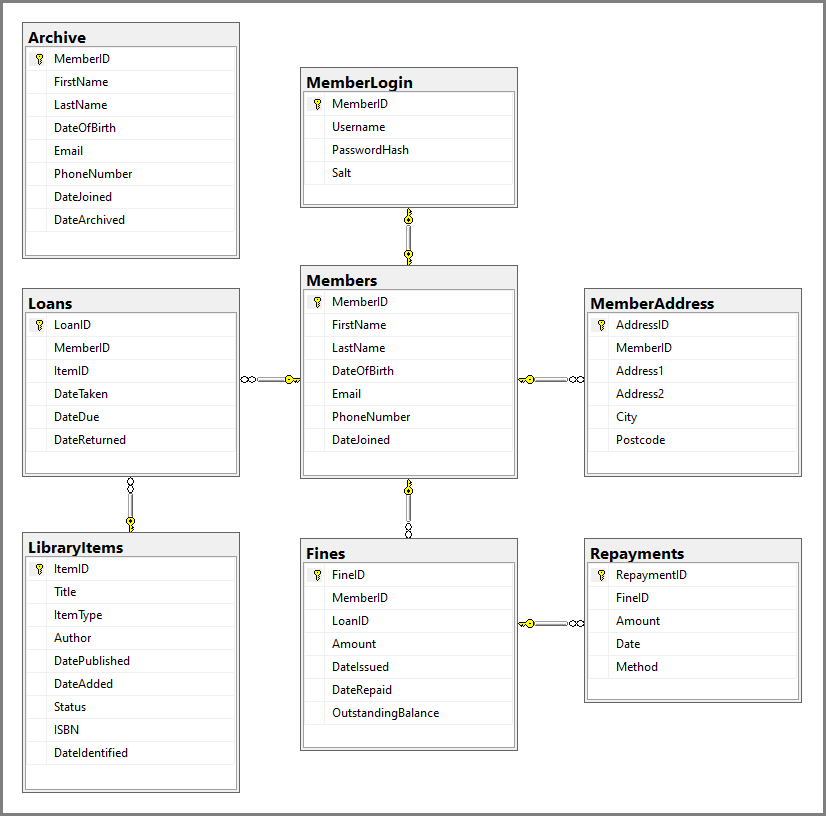 Archive
MemberID
FirstName
LastName
DateOfBirth
Email
PhoneNumber
DateJoined
DateArchived
MemberLogin
MemberID
Username
PasswordHash
Salt
Loans
LoanID
MemberID
ItemID
DateTaken
DateDue
DateReturned
Members
MemberID
FirstName
LastName
DateOfBirth
Email
PhoneNumber
DateJoined
MemberAddress
AddressID
MemberID
Address1
Address2
City
Postcode
LibraryItems
ItemID
Title
ItemType
Author
DatePublished
DateAdded
Status
ISBN
DateIdentified
Fines
FineID
MemberID
LoanID
Amount
DateIssued
DateRepaid
OutstandingBalance
Repayments
RepaymentID
FineID
Amount
Date
Method